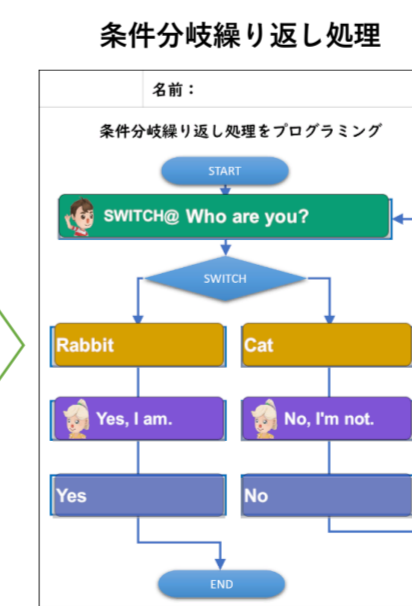 条件分岐繰り返し処理
名前：
条件分岐繰り返し処理をプログラミング
START
SWITCH@ Who are you?
SWITCH
Rabbit
Cat
Yes, I am.
No, I'm not.
Yes
No
END